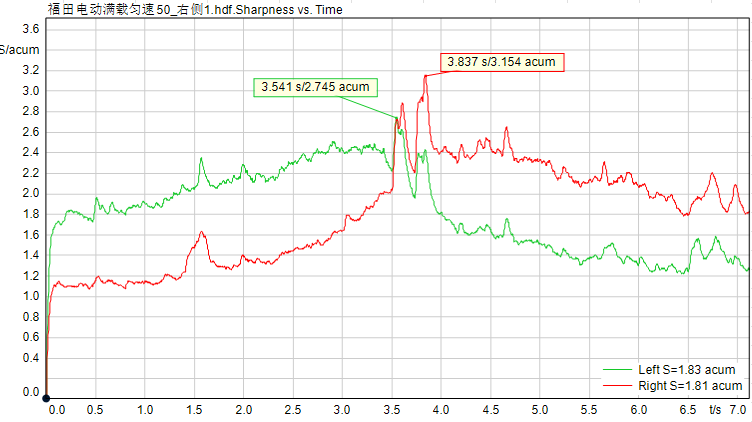 福田电动满载匀速50_右侧1.hdf.Sharpness vs. Time
3.6
S/acum
3.2
3.0
2.8
2.6
2.4
2.2
2.0
1.8
1.6
1.4
1.2
1.0
0.8
0.6
0.4
0.0
3.837 s/3.154 acum
3.541 s/2.745 acum
Left S=1.83 acum
Right S=1.81 acum
0.0 0.5 1.0 1.5 2.0 2.5 3.0 3.5 4.0 4.5 5.0 5.5 6.0 6.5 t/s 7.0